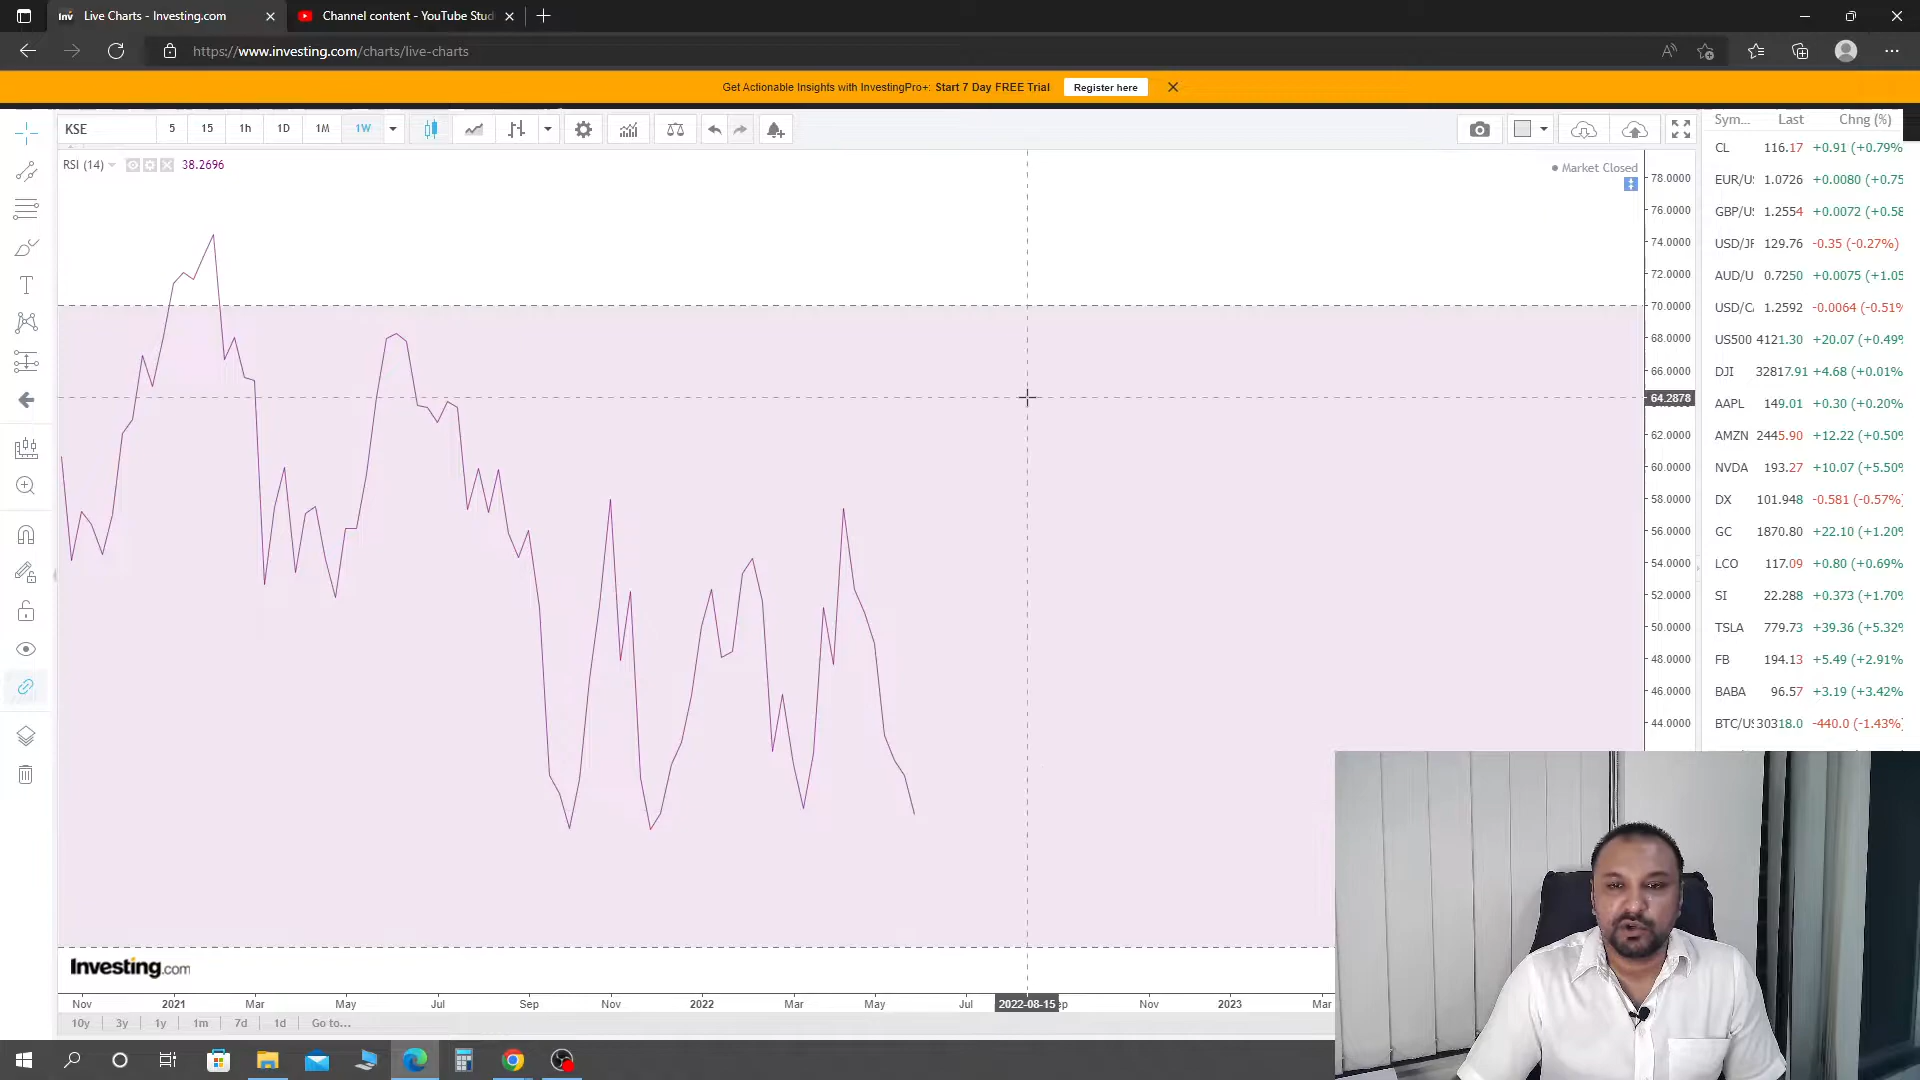 Live Charts - Investing.com
Channel content - YouTube Stud
https://www.investing.com/charts/live-charts
Get Actionable Insights with InvestingPro+: Start 7 Day FREE Trial Register here
KSE 5 15 1h 1D 1M 1W
RSI (14) 38.2696
Market Closed
78.0000
76.0000
74.0000
72.0000
70.0000
68.0000
66.0000
64.2878
62.0000
60.0000
58.0000
56.0000
54.0000
52.0000
50.0000
48.0000
46.0000
44.0000
Sym... Last Chng (%)
CL 116.17 +0.91 (+0.79%
EUR/U 1.0726 +0.0080 (+0.75
GBP/U 1.2554 +0.0072 (+0.58
USD/JF 129.76 -0.35 (-0.27%)
AUD/U 0.7250 +0.0075 (+1.05
USD/C 1.2592 -0.0064 (-0.51%
US500 4121.30 +20.07 (+0.49%
DJI 32817.91 +4.68 (+0.01%
AAPL 149.01 +0.30 (+0.20%
AMZN 2445.90 +12.22 (+0.50%
NVDA 193.27 +10.07 (+5.50%
DX 101.948 -0.581 (-0.57%)
GC 1870.80 +22.10 (+1.20%
LCO 117.09 +0.80 (+0.69%
SI 22.288 +0.373 (+1.70%
TSLA 779.73 +39.36 (+5.32%
FB 194.13 +5.49 (+2.91%
BABA 96.57 +3.19 (+3.42%
BTC/U 30318.0 -440.0 (-1.43%
Investing.com
Nov 2021 Mar May Jul Sep Nov 2022 Mar May Jul 2022-08-15 ep Nov 2023 Mar
10y 3y 1y 1m 7d 1d Go to...